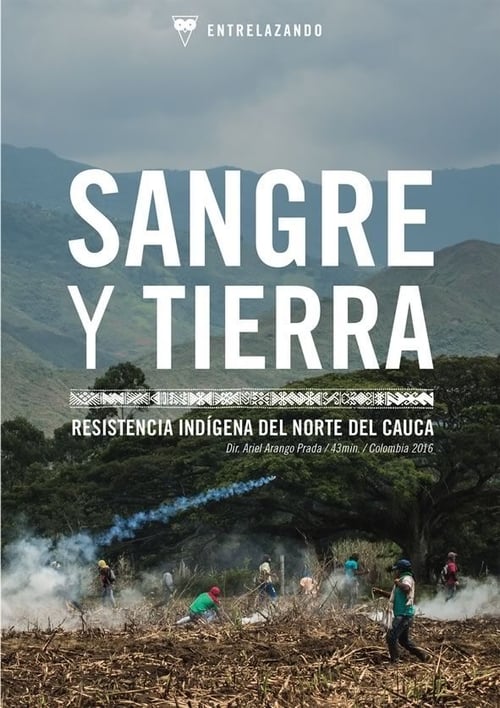 ENTRELAZANDO
SANGRE
Y TIERRA
RESISTENCIA INDÍGENA DEL NORTE DEL CAUCA
Dir. Ariel Arango Prada / 43min. / Colombia 2016